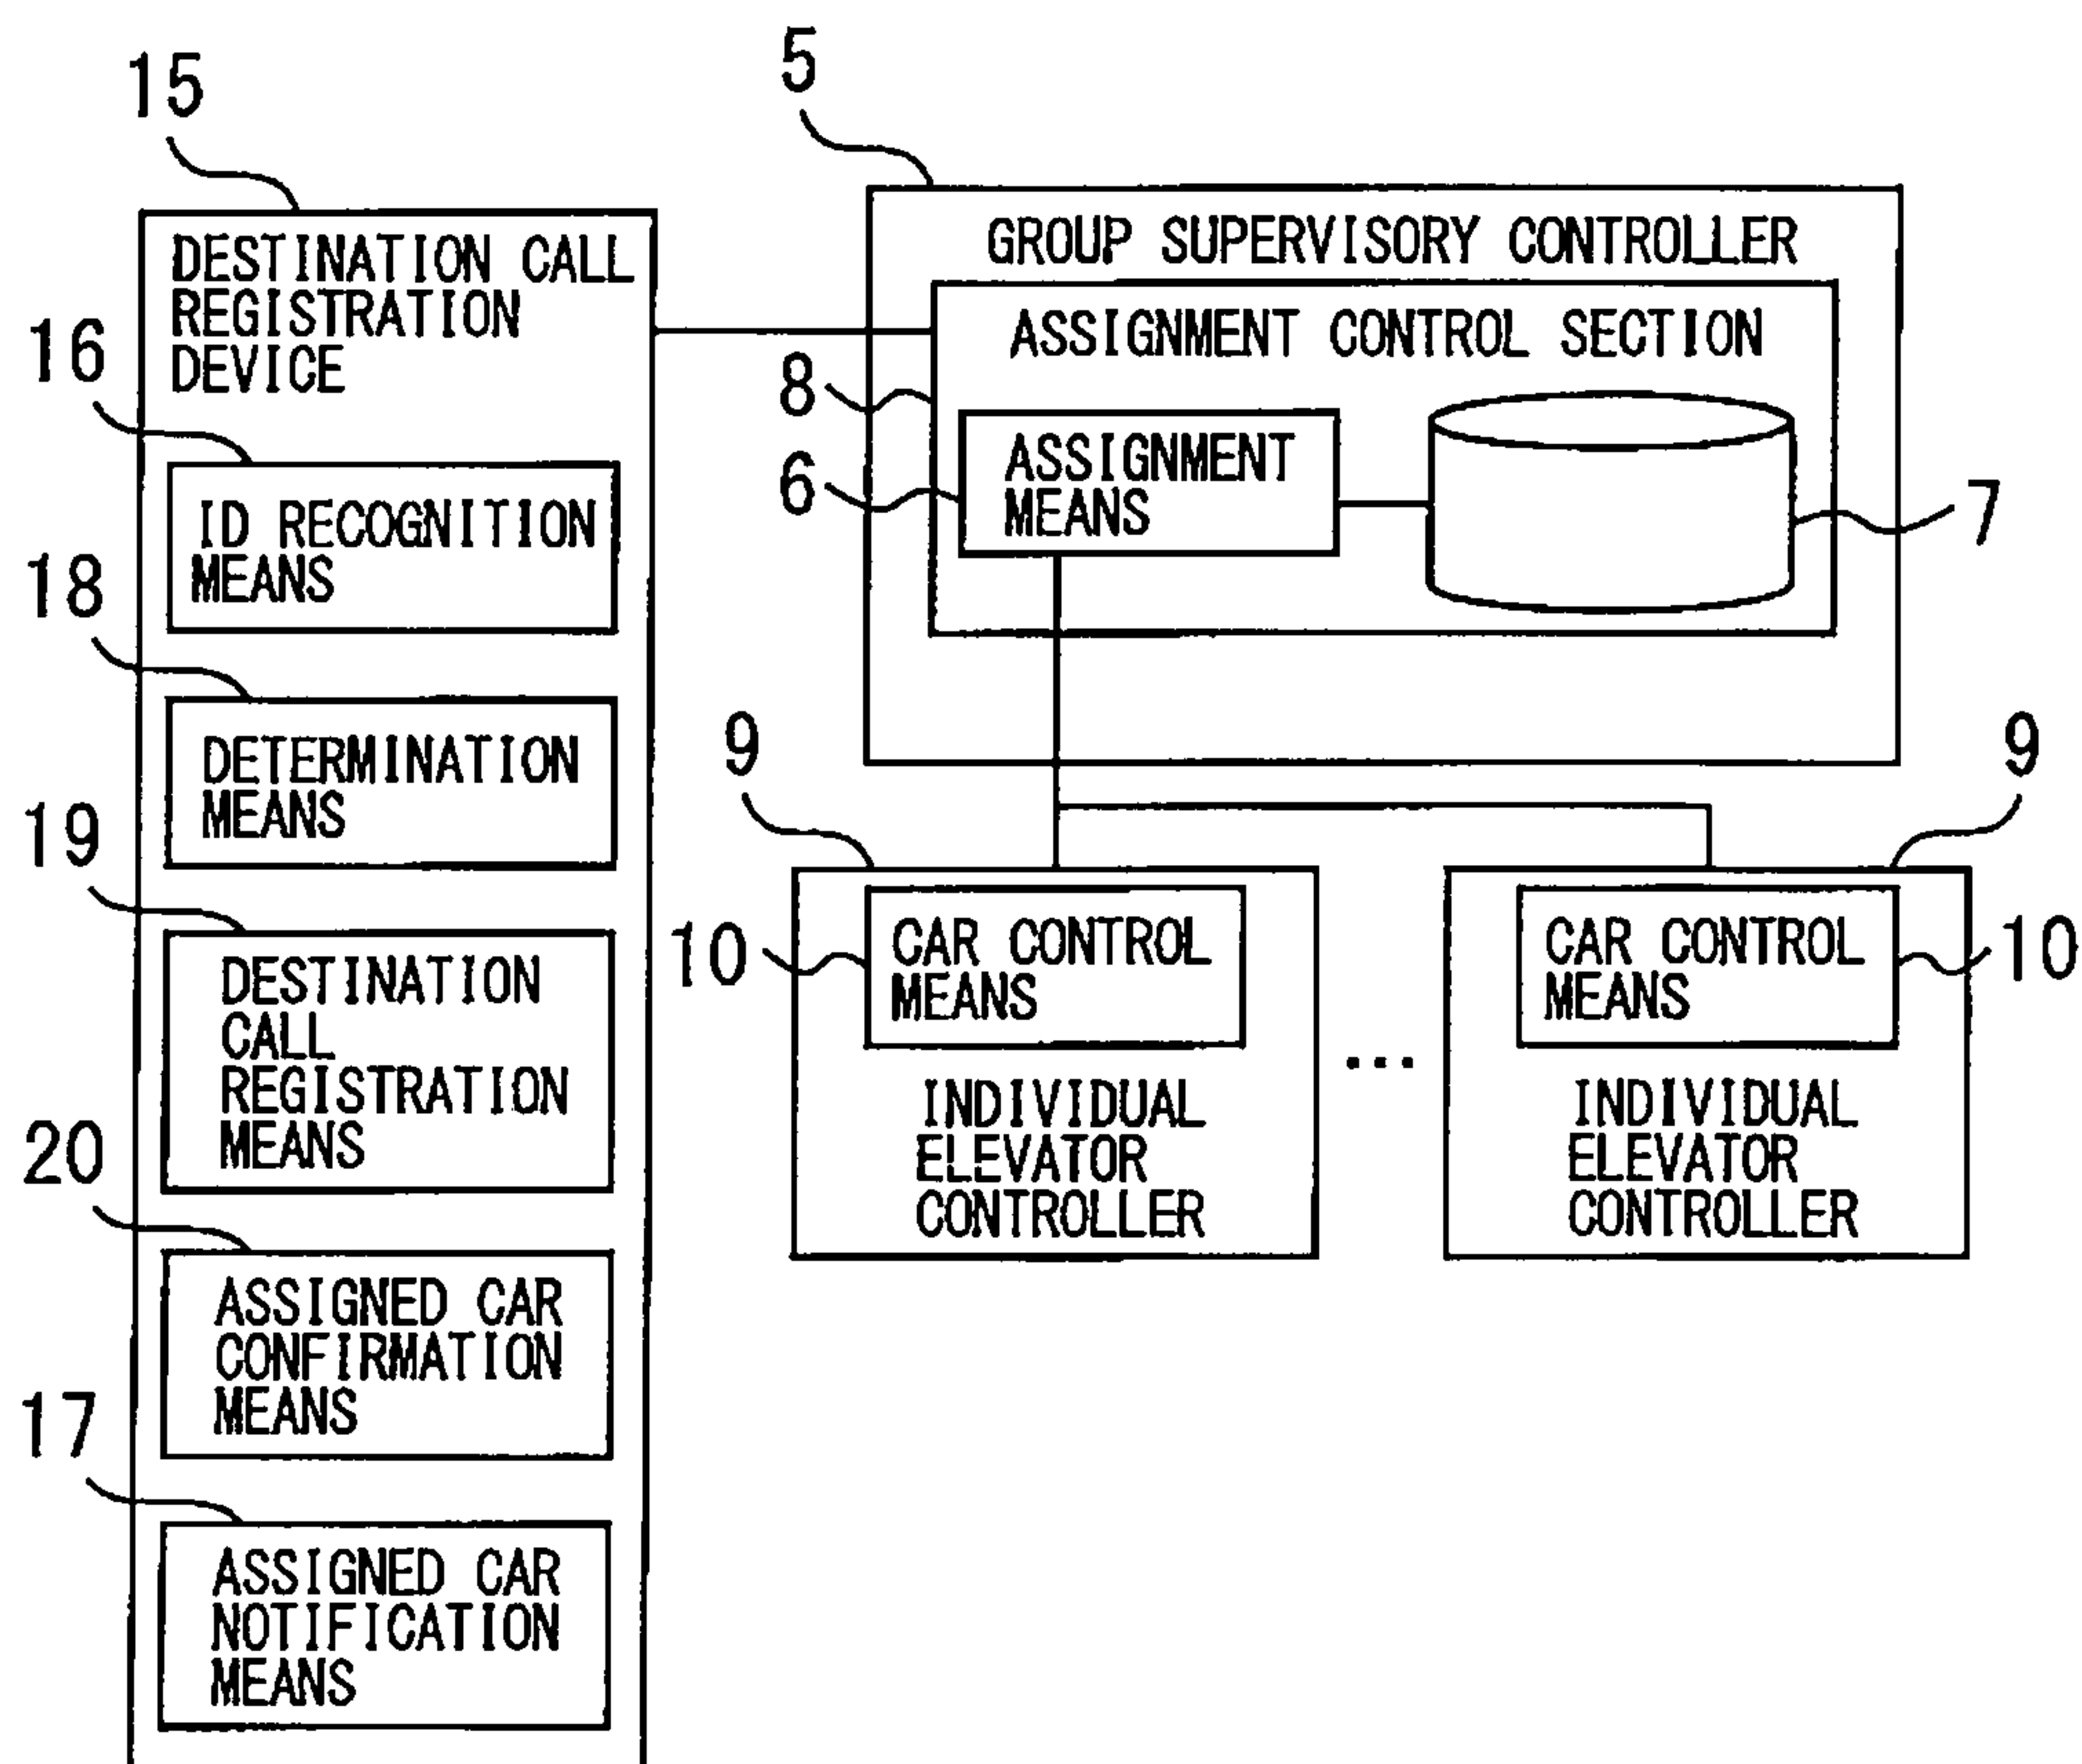 15
DESTINATION CALL
REGISTRATION
DEVICE
16
ID RECOGNITION
MEANS
18
DETERMINATION
MEANS
19
DESTINATION
CALL
REGISTRATION
MEANS
20
ASSIGNED CAR
CONFIRMATION
MEANS
17
ASSIGNED CAR
NOTIFICATION
MEANS
5
GROUP SUPERVISORY CONTROLLER
ASSIGNMENT CONTROL SECTION
8
6
ASSIGNMENT
MEANS
7
9
10
CAR CONTROL
MEANS
INDIVIDUAL
ELEVATOR
CONTROLLER
...
9
10
CAR CONTROL
MEANS
INDIVIDUAL
ELEVATOR
CONTROLLER